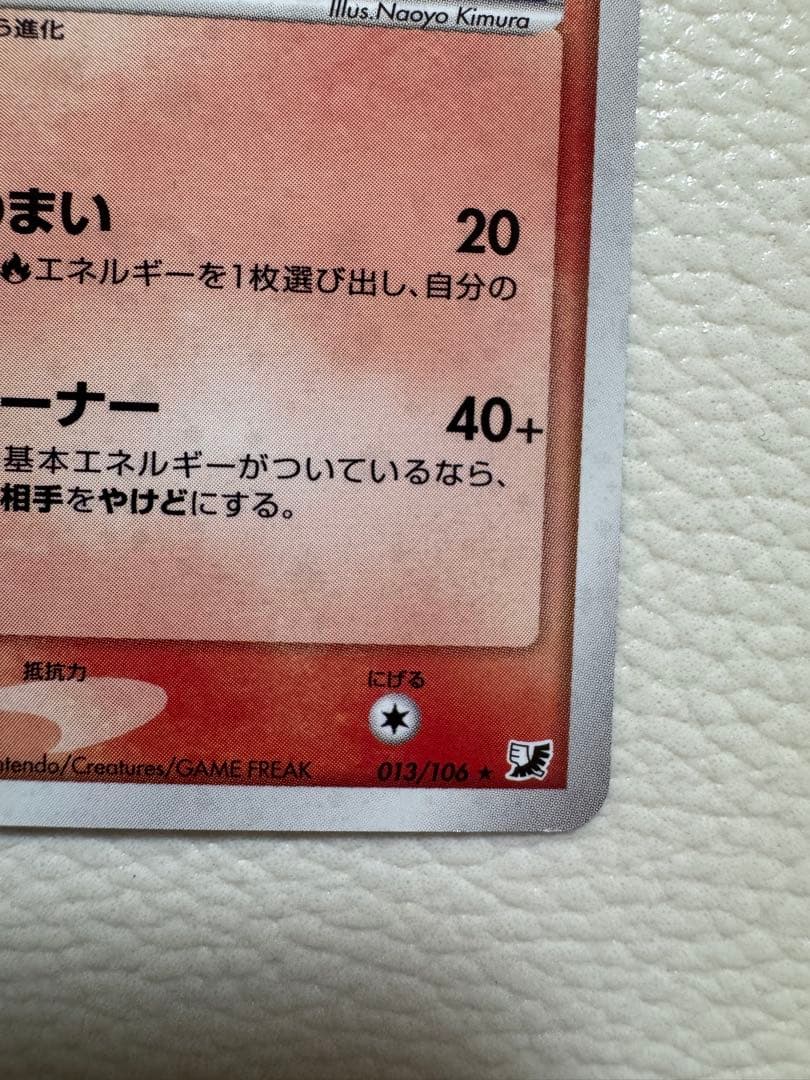 Illus.Naoyo Kimura
う進化
のまい 20
エネルギーを1枚選び出し、自分の
ーナー 40+
基本エネルギーがついているなら、
相手をやけどにする。
抵抗力 にげる
ntendo/Creatures/GAME FREAK 013/106 ★